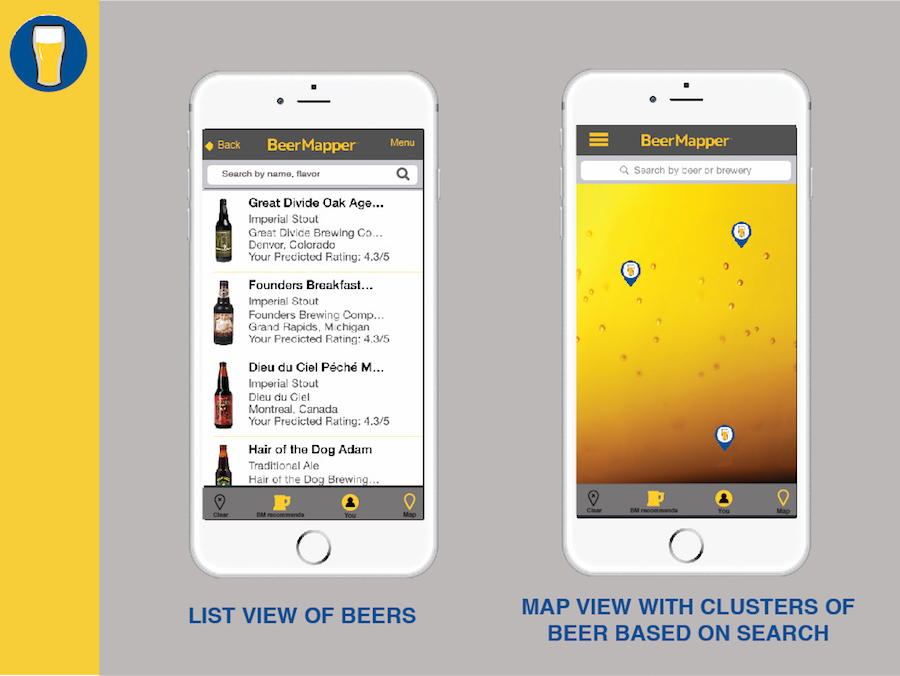 Back
BeerMapper
Menu
Search by name, flavor
Great Divide Oak Age...
Imperial Stout
Great Divide Brewing Co...
Denver, Colorado
Your Predicted Rating: 4.3/5
Founders Breakfast...
Imperial Stout
Founders Brewing Comp...
Grand Rapids, Michigan
Your Predicted Rating: 4.3/5
Dieu du Ciel Péché M...
Imperial Stout
Dieu du Ciel
Montreal, Canada
Your Predicted Rating: 4.3/5
Hair of the Dog Adam
Traditional Ale
Hair of the Dog Brewing...
Clear
BM recommends
You
Map
LIST VIEW OF BEERS
BeerMapper
Search by beer or brewery
Clear
BM recommends
You
Map
MAP VIEW WITH CLUSTERS OF
BEER BASED ON SEARCH